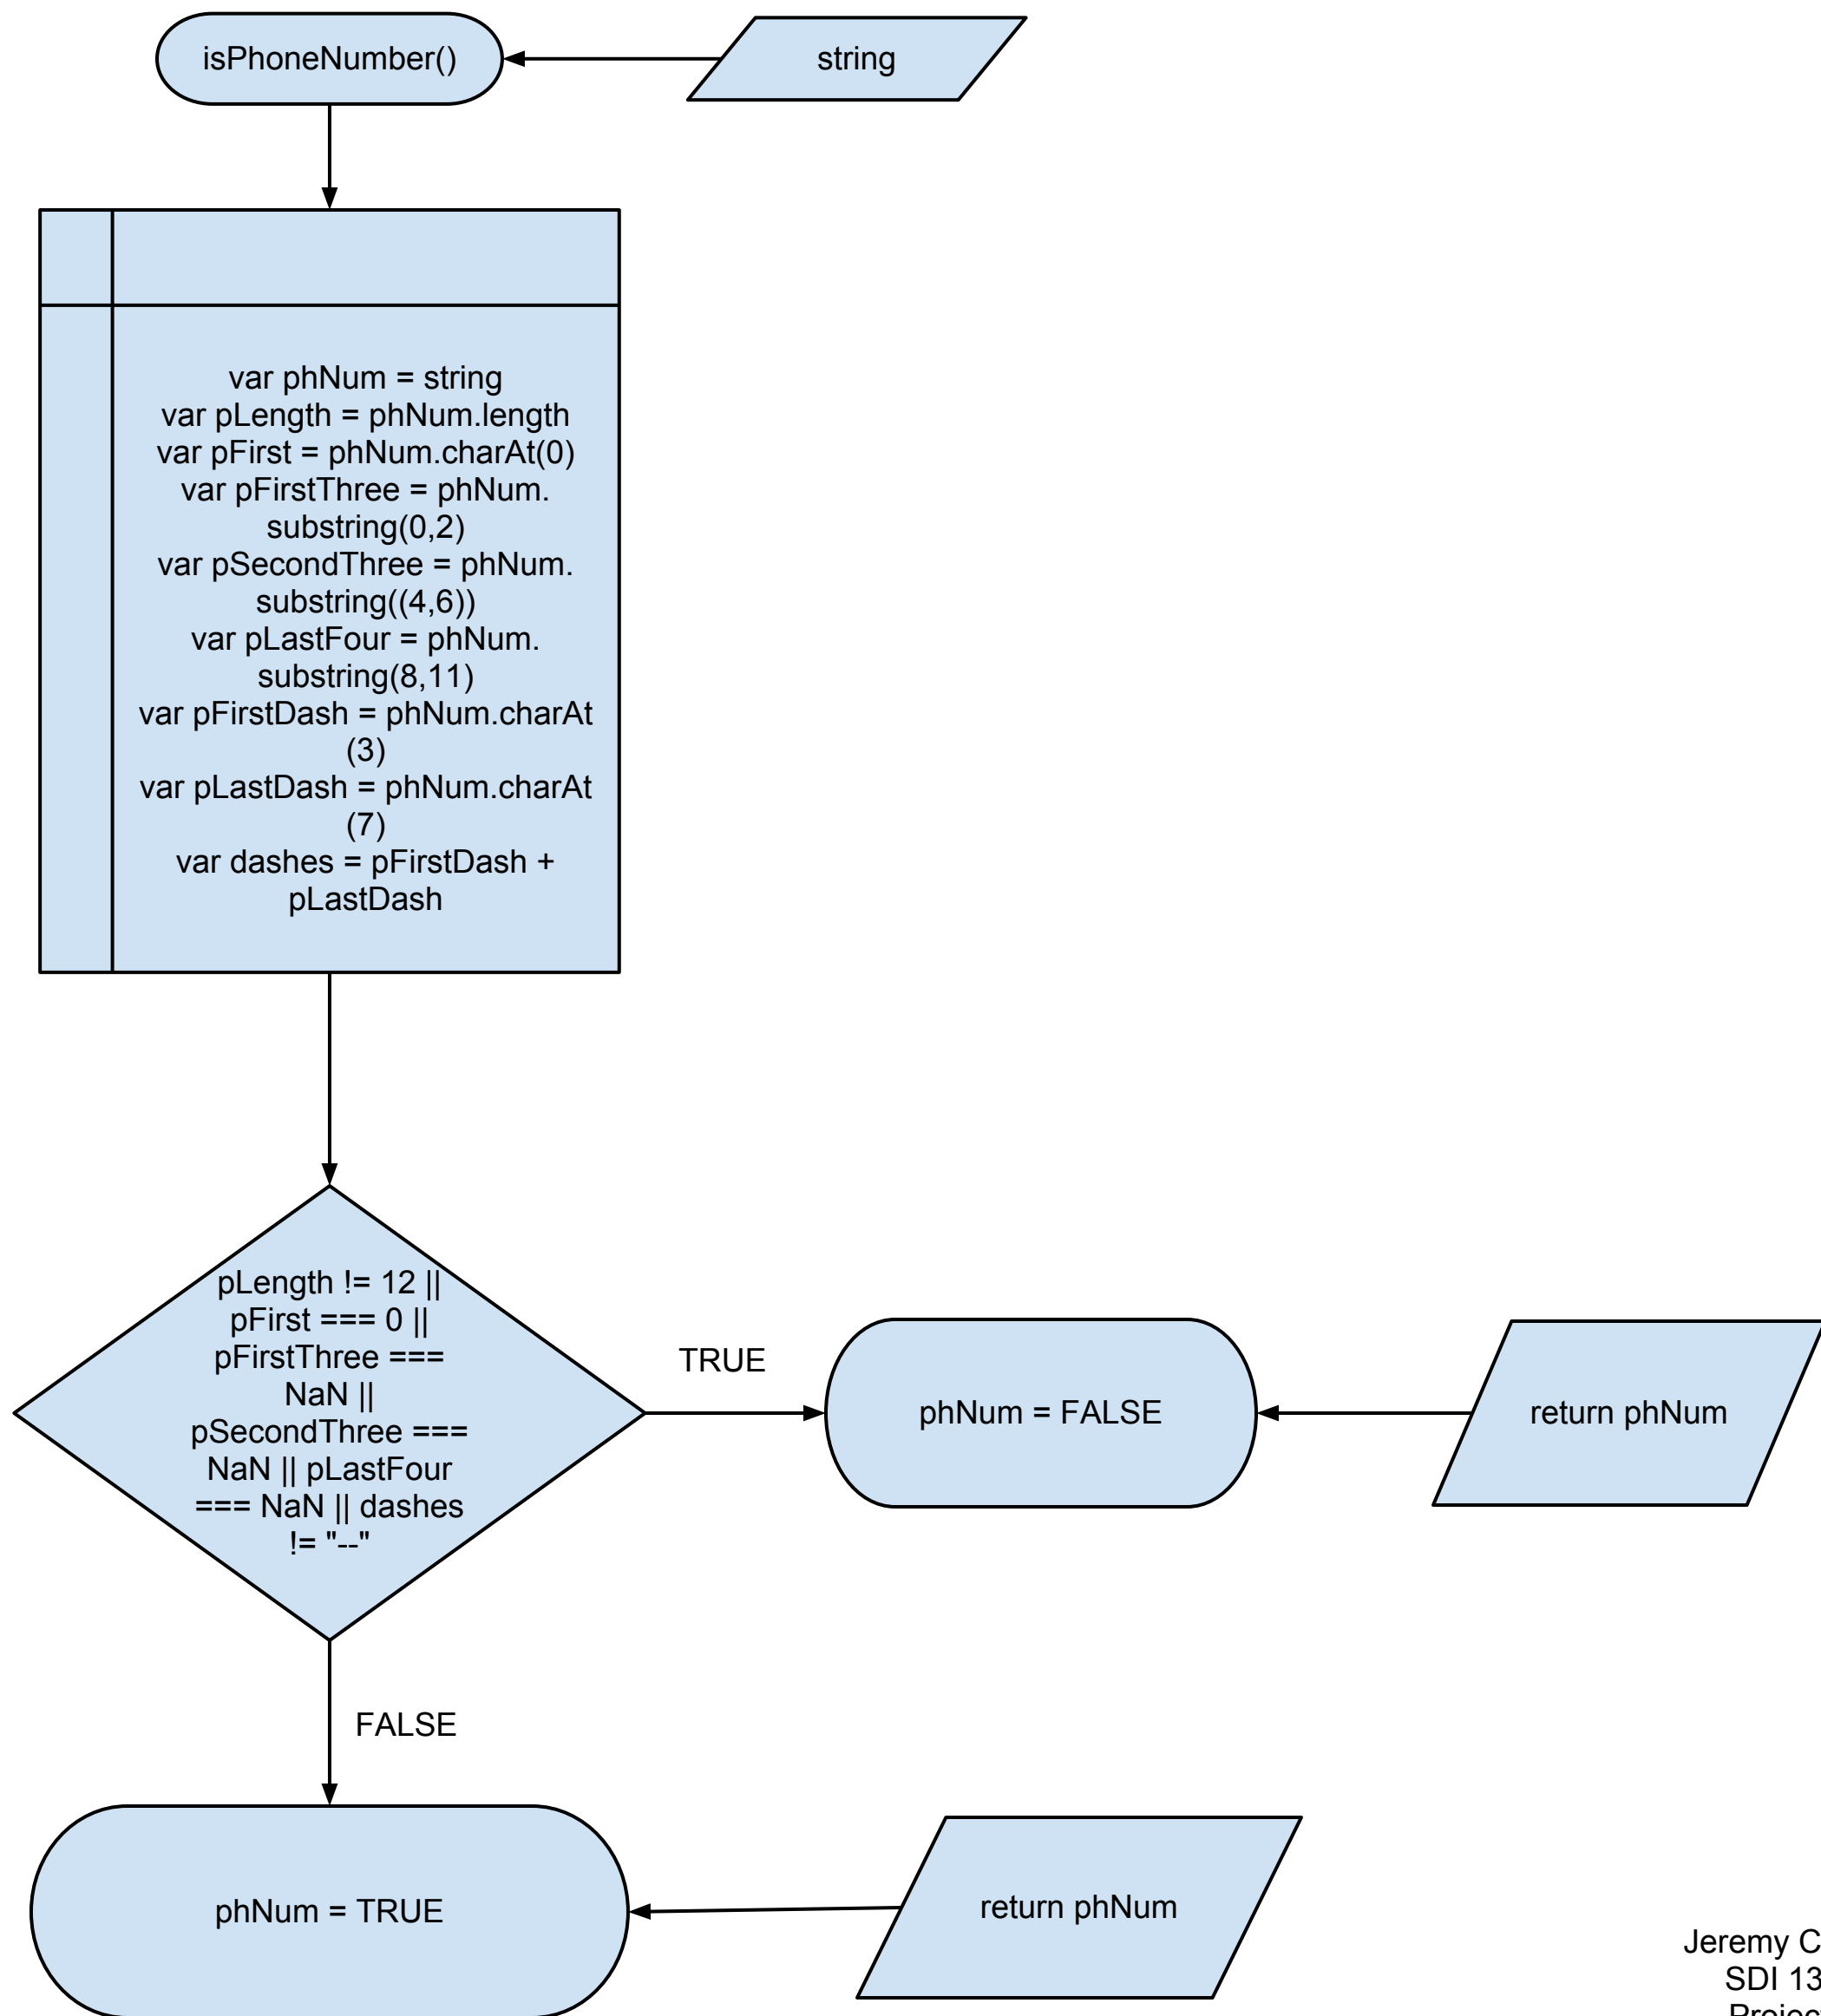 isPhoneNumber()
string
var phNum = string
var pLength = phNum.length
var pFirst = phNum.charAt(0)
var pFirstThree = phNum.
substring(0,2)
var pSecondThree = phNum.
substring((4,6))
var pLastFour = phNum.
substring(8,11)
var pFirstDash = phNum.charAt
(3)
var pLastDash = phNum.charAt
(7)
var dashes = pFirstDash +
pLastDash
pLength != 12 ||
pFirst === 0 ||
pFirstThree ===
NaN ||
pSecondThree ===
NaN || pLastFour
=== NaN || dashes
!= "--"
TRUE
phNum = FALSE
return phNum
FALSE
phNum = TRUE
return phNum
Jeremy C
SDI 13
Project